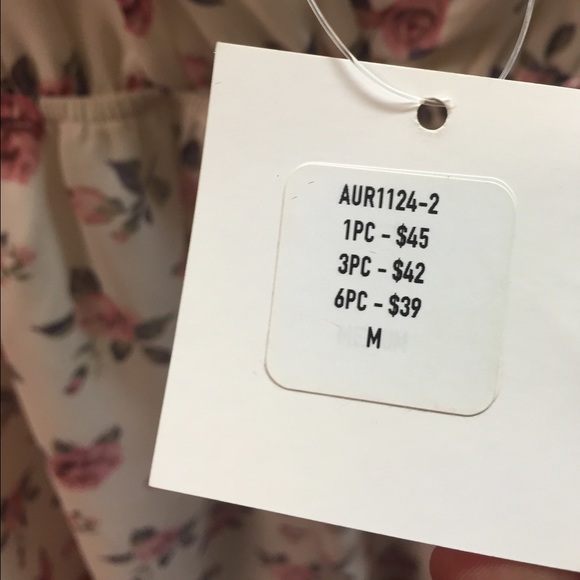 AUR1124-2
1PC - $45
3PC - $42
6PC - $39
M